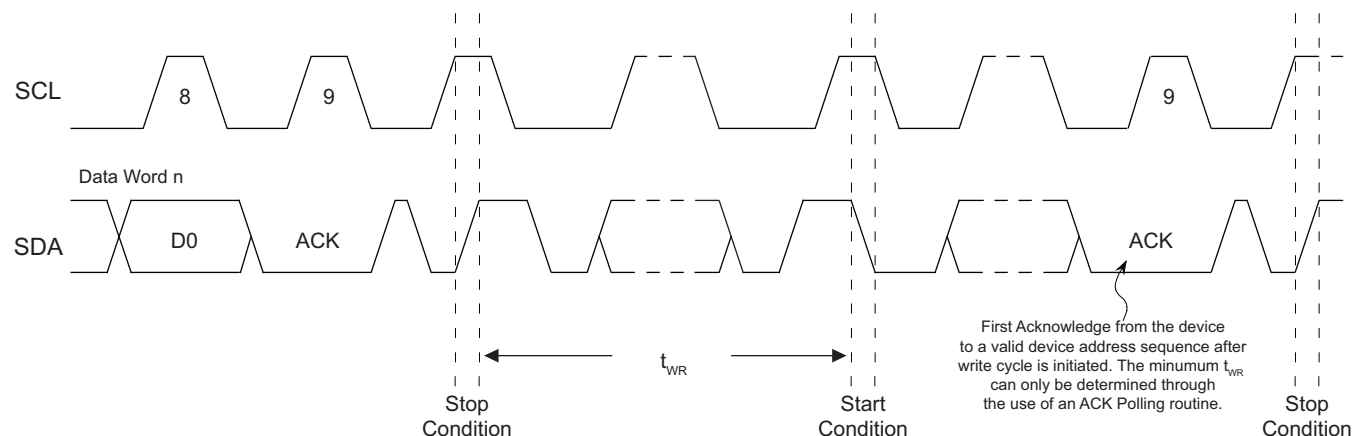 SCL
8
9
9
Data Word n
SDA
D0
ACK
ACK
First Acknowledge from the device
to a valid device address sequence after
write cycle is initiated. The minumum tWR
can only be determined through
the use of an ACK Polling routine.
tWR
Stop
Condition
Start
Condition
Stop
Condition